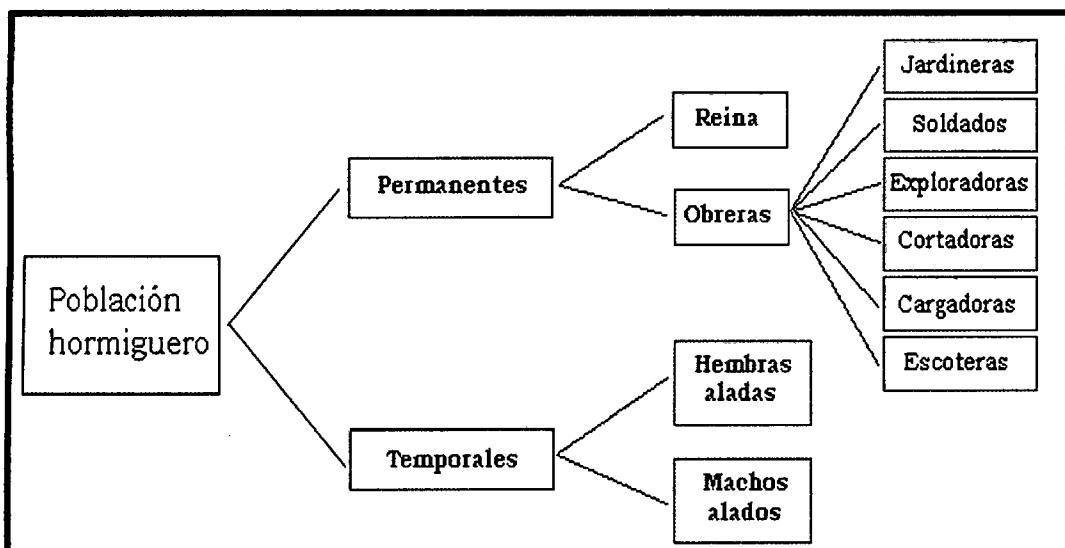 Población
hormiguero
Permanentes
Reina
Obreras
Jardineras
Soldados
Exploradoras
Cortadoras
Cargadoras
Escoteras
Temporales
Hembras
aladas
Machos
alados